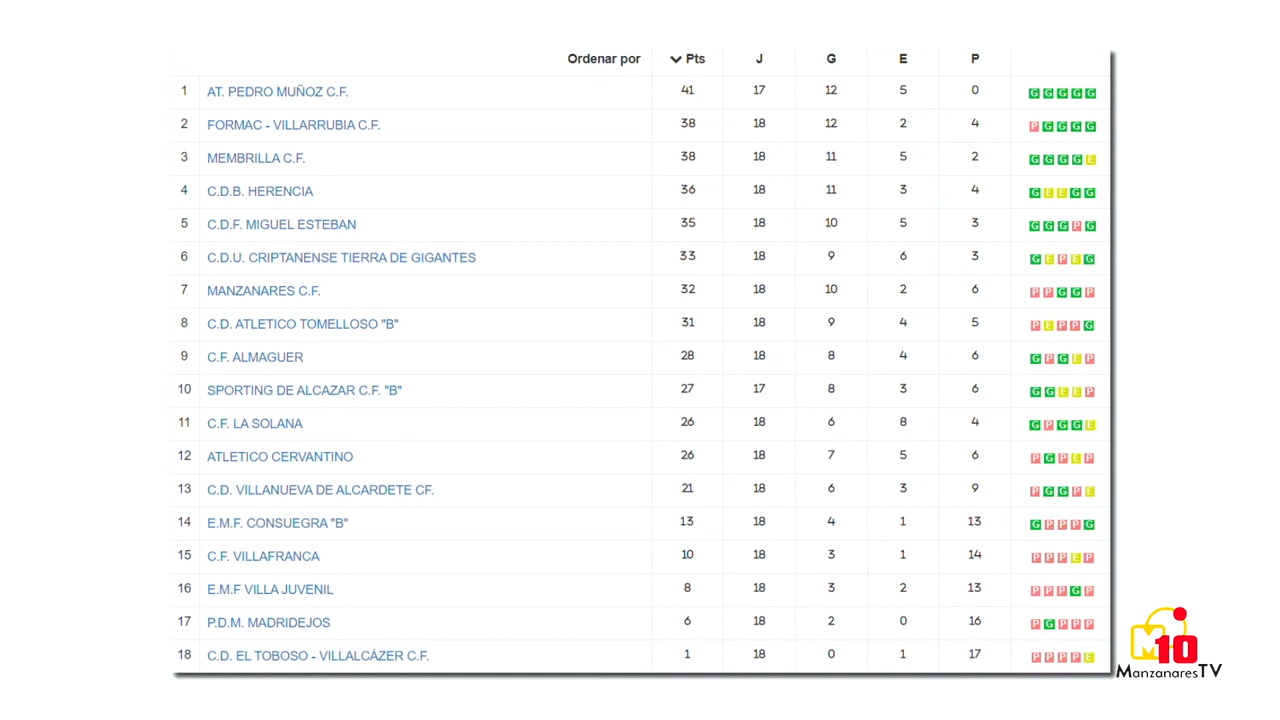 Ordenar por Pts J G E P
1 AT. PEDRO MUÑOZ C.F. 41 17 12 5 0 G G G G G
2 FORMAC - VILLARRUBIA C.F. 38 18 12 2 4 P G G G G
3 MEMBRILLA C.F. 38 18 11 5 2 G G G G E
4 C.D.B. HERENCIA 36 18 11 3 4 G E E G G
5 C.D.F. MIGUEL ESTEBAN 35 18 10 5 3 G G G P G
6 C.D.U. CRIPTANENSE TIERRA DE GIGANTES 33 18 9 6 3 G E P E G
7 MANZANARES C.F. 32 18 10 2 6 P P G G P
8 C.D. ATLETICO TOMELLOSO "B" 31 18 9 4 5 P E P P G
9 C.F. ALMAGUER 28 18 8 4 6 G P G E P
10 SPORTING DE ALCAZAR C.F. "B" 27 17 8 3 6 G G E E P
11 C.F. LA SOLANA 26 18 6 8 4 G P G G E
12 ATLETICO CERVANTINO 26 18 7 5 6 P G P E P
13 C.D. VILLANUEVA DE ALCARDETE CF. 21 18 6 3 9 P G G P E
14 E.M.F. CONSUEGRA "B" 13 18 4 1 13 G P P P G
15 C.F. VILLAFRANCA 10 18 3 1 14 P P P E P
16 E.M.F VILLA JUVENIL 8 18 3 2 13 P P P G P
17 P.D.M. MADRIDEJOS 6 18 2 0 16 P G P P P
18 C.D. EL TOBOSO - VILLALCÁZER C.F. 1 18 0 1 17 P P P P E
M10
ManzanaresTV